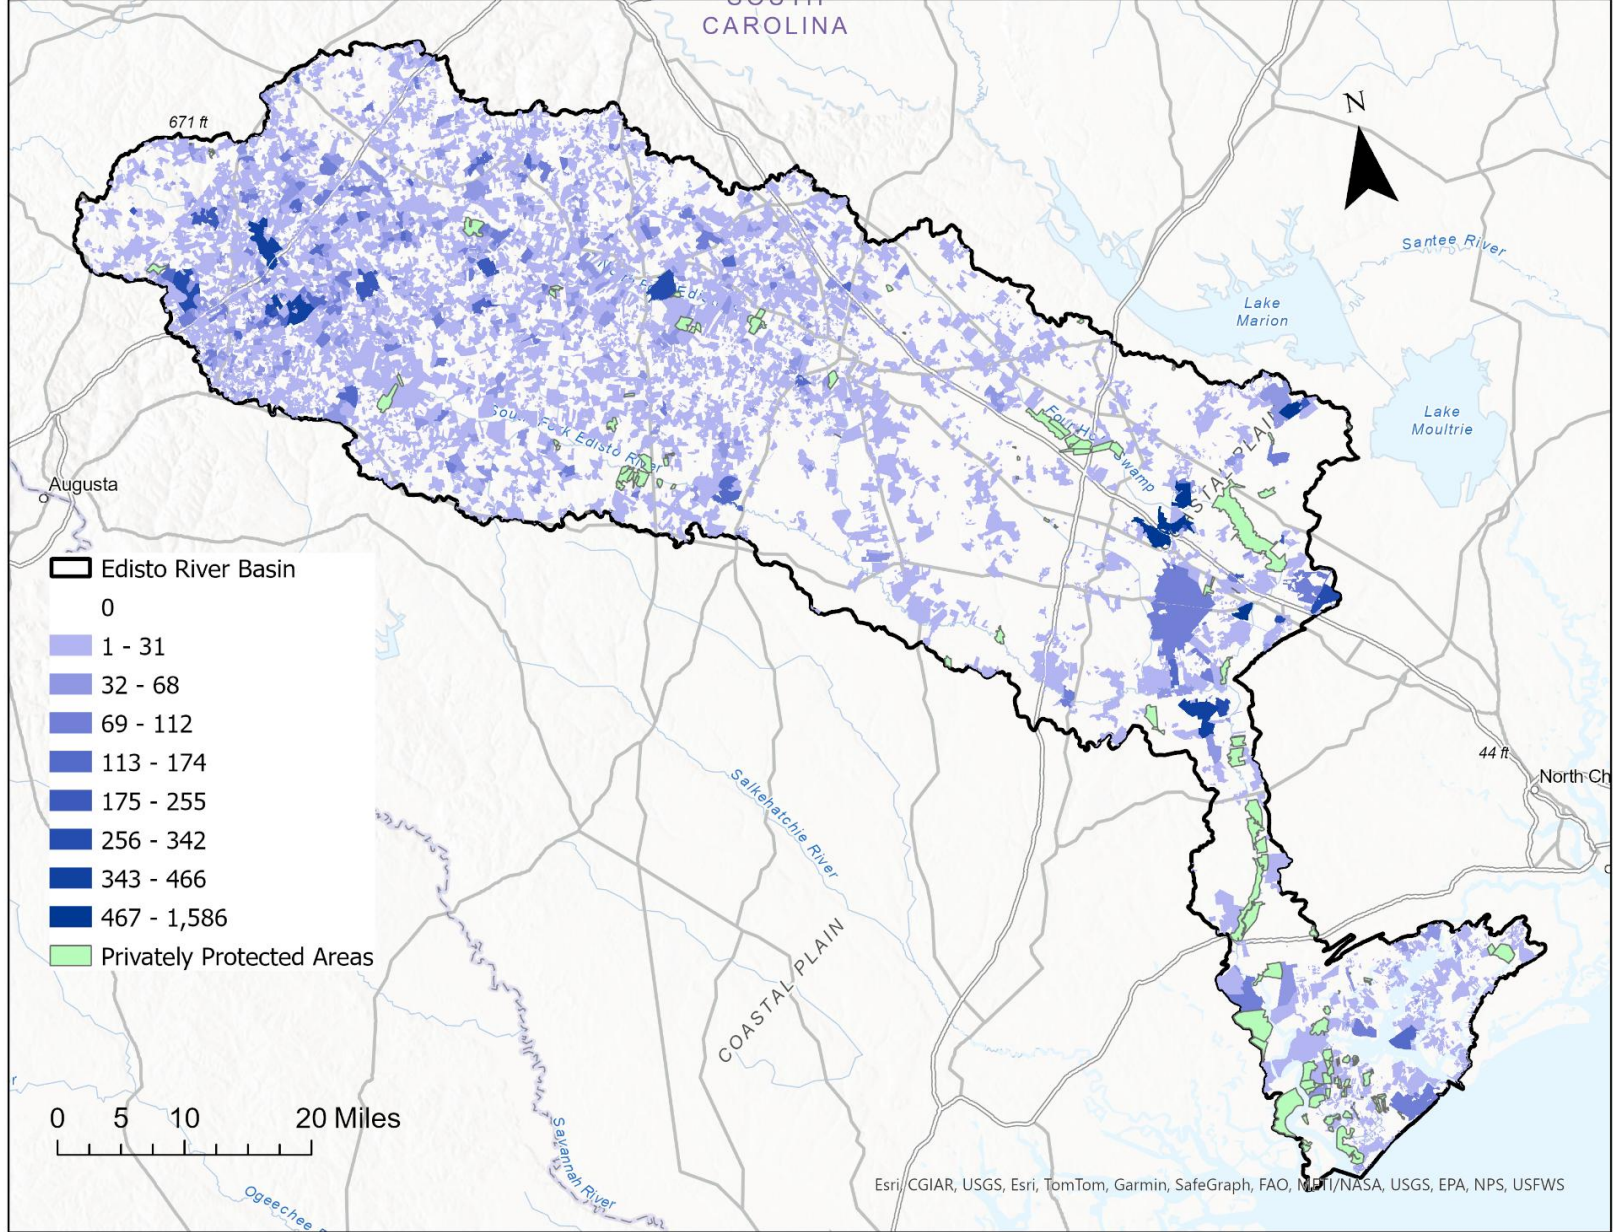 CAROLINA
671 ft
N
Santee River
Lake
Marion
Lake
Moultrie
South Fork Edisto River
Swamp
Augusta
Edisto River Basin
0
1 - 31
32 - 68
69 - 112
113 - 174
175 - 255
256 - 342
343 - 466
467 - 1,586
Privately Protected Areas
44 ft
North Ch
Salkehatchie River
COASTAL PLAIN
0 5 10 20 Miles
Savannah River
Ogeechee
Esri, CGIAR, USGS, Esri, TomTom, Garmin, SafeGraph, FAO, METI/NASA, USGS, EPA, NPS, USFWS